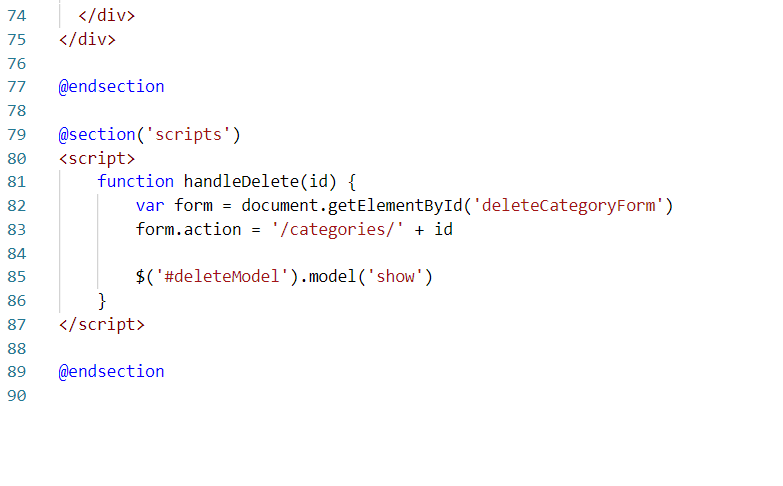 74 </div>
75 </div>
76
77 @endsection
78
79 @section('scripts')
80 <script>
81 function handleDelete(id) {
82 var form = document.getElementById('deleteCategoryForm')
83 form.action = '/categories/' + id
84
85 $('#deleteModel').model('show')
86 }
87 </script>
88
89 @endsection
90